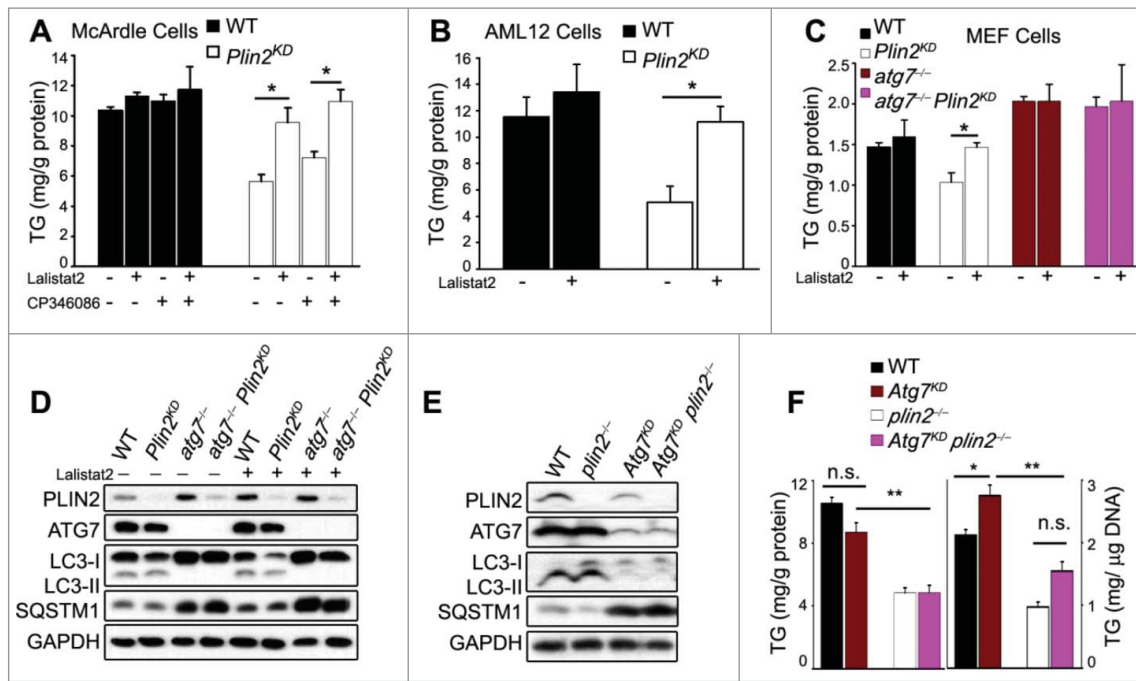 A
McArdle Cells
WT
Plin2KD
TG (mg/g protein)
14
12
10
8
6
4
2
0
* *
Lalistat2 - + - + - + - +
CP346086 - - + + - - + +
B
AML12 Cells
WT
Plin2KD
TG (mg/g protein)
16
14
12
10
8
6
4
2
0
*
Lalistat2 - + - +
C
MEF Cells
WT
Plin2KD
atg7–/–
atg7–/– Plin2KD
TG (mg/g protein)
2.5
2.0
1.5
1.0
0
*
Lalistat2 - + - + - + - +
D
WT Plin2KD atg7–/– atg7–/– Plin2KD WT Plin2KD atg7–/– atg7–/– Plin2KD
Lalistat2 – – – – + + + +
PLIN2
ATG7
LC3-I
LC3-II
SQSTM1
GAPDH
E
WT plin2–/– Atg7KD Atg7KD plin2–/–
PLIN2
ATG7
LC3-I
LC3-II
SQSTM1
GAPDH
F
WT
Atg7KD
plin2–/–
Atg7KD plin2–/–
TG (mg/g protein)
12
8
4
0
n.s.
**
* **
n.s.
3
2
1
0
TG (mg/ µg DNA)